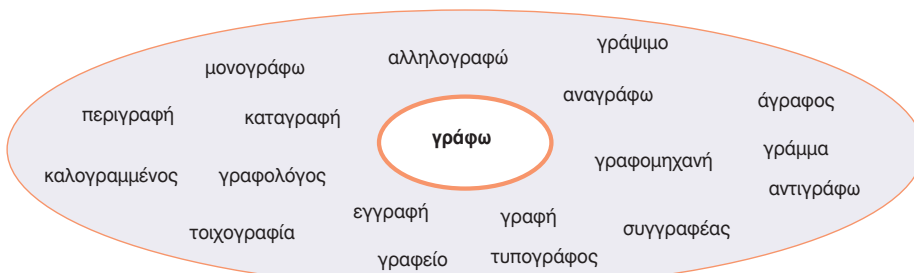 γράψιμο
αλληλογραφώ
μονογράφω
αναγράφω
άγραφος
περιγραφή
καταγραφή
γράφω
γράμμα
γραφομηχανή
καλογραμμένος
γραφολόγος
αντιγράφω
εγγραφή
γραφή
τοιχογραφία
συγγραφέας
γραφείο
τυπογράφος